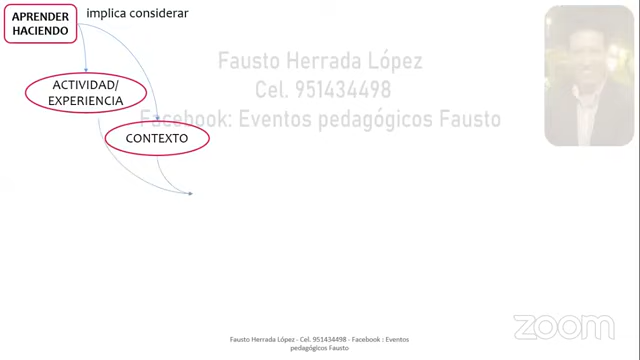 APRENDER
HACIENDO
implica considerar
Fausto Herrada López
Cel. 951434498
Facebook: Eventos pedagógicos Fausto
ACTIVIDAD/
EXPERIENCIA
CONTEXTO
zoom
Fausto Herrada López - Cel. 951434498 - Facebook : Eventos
pedagógicos Fausto